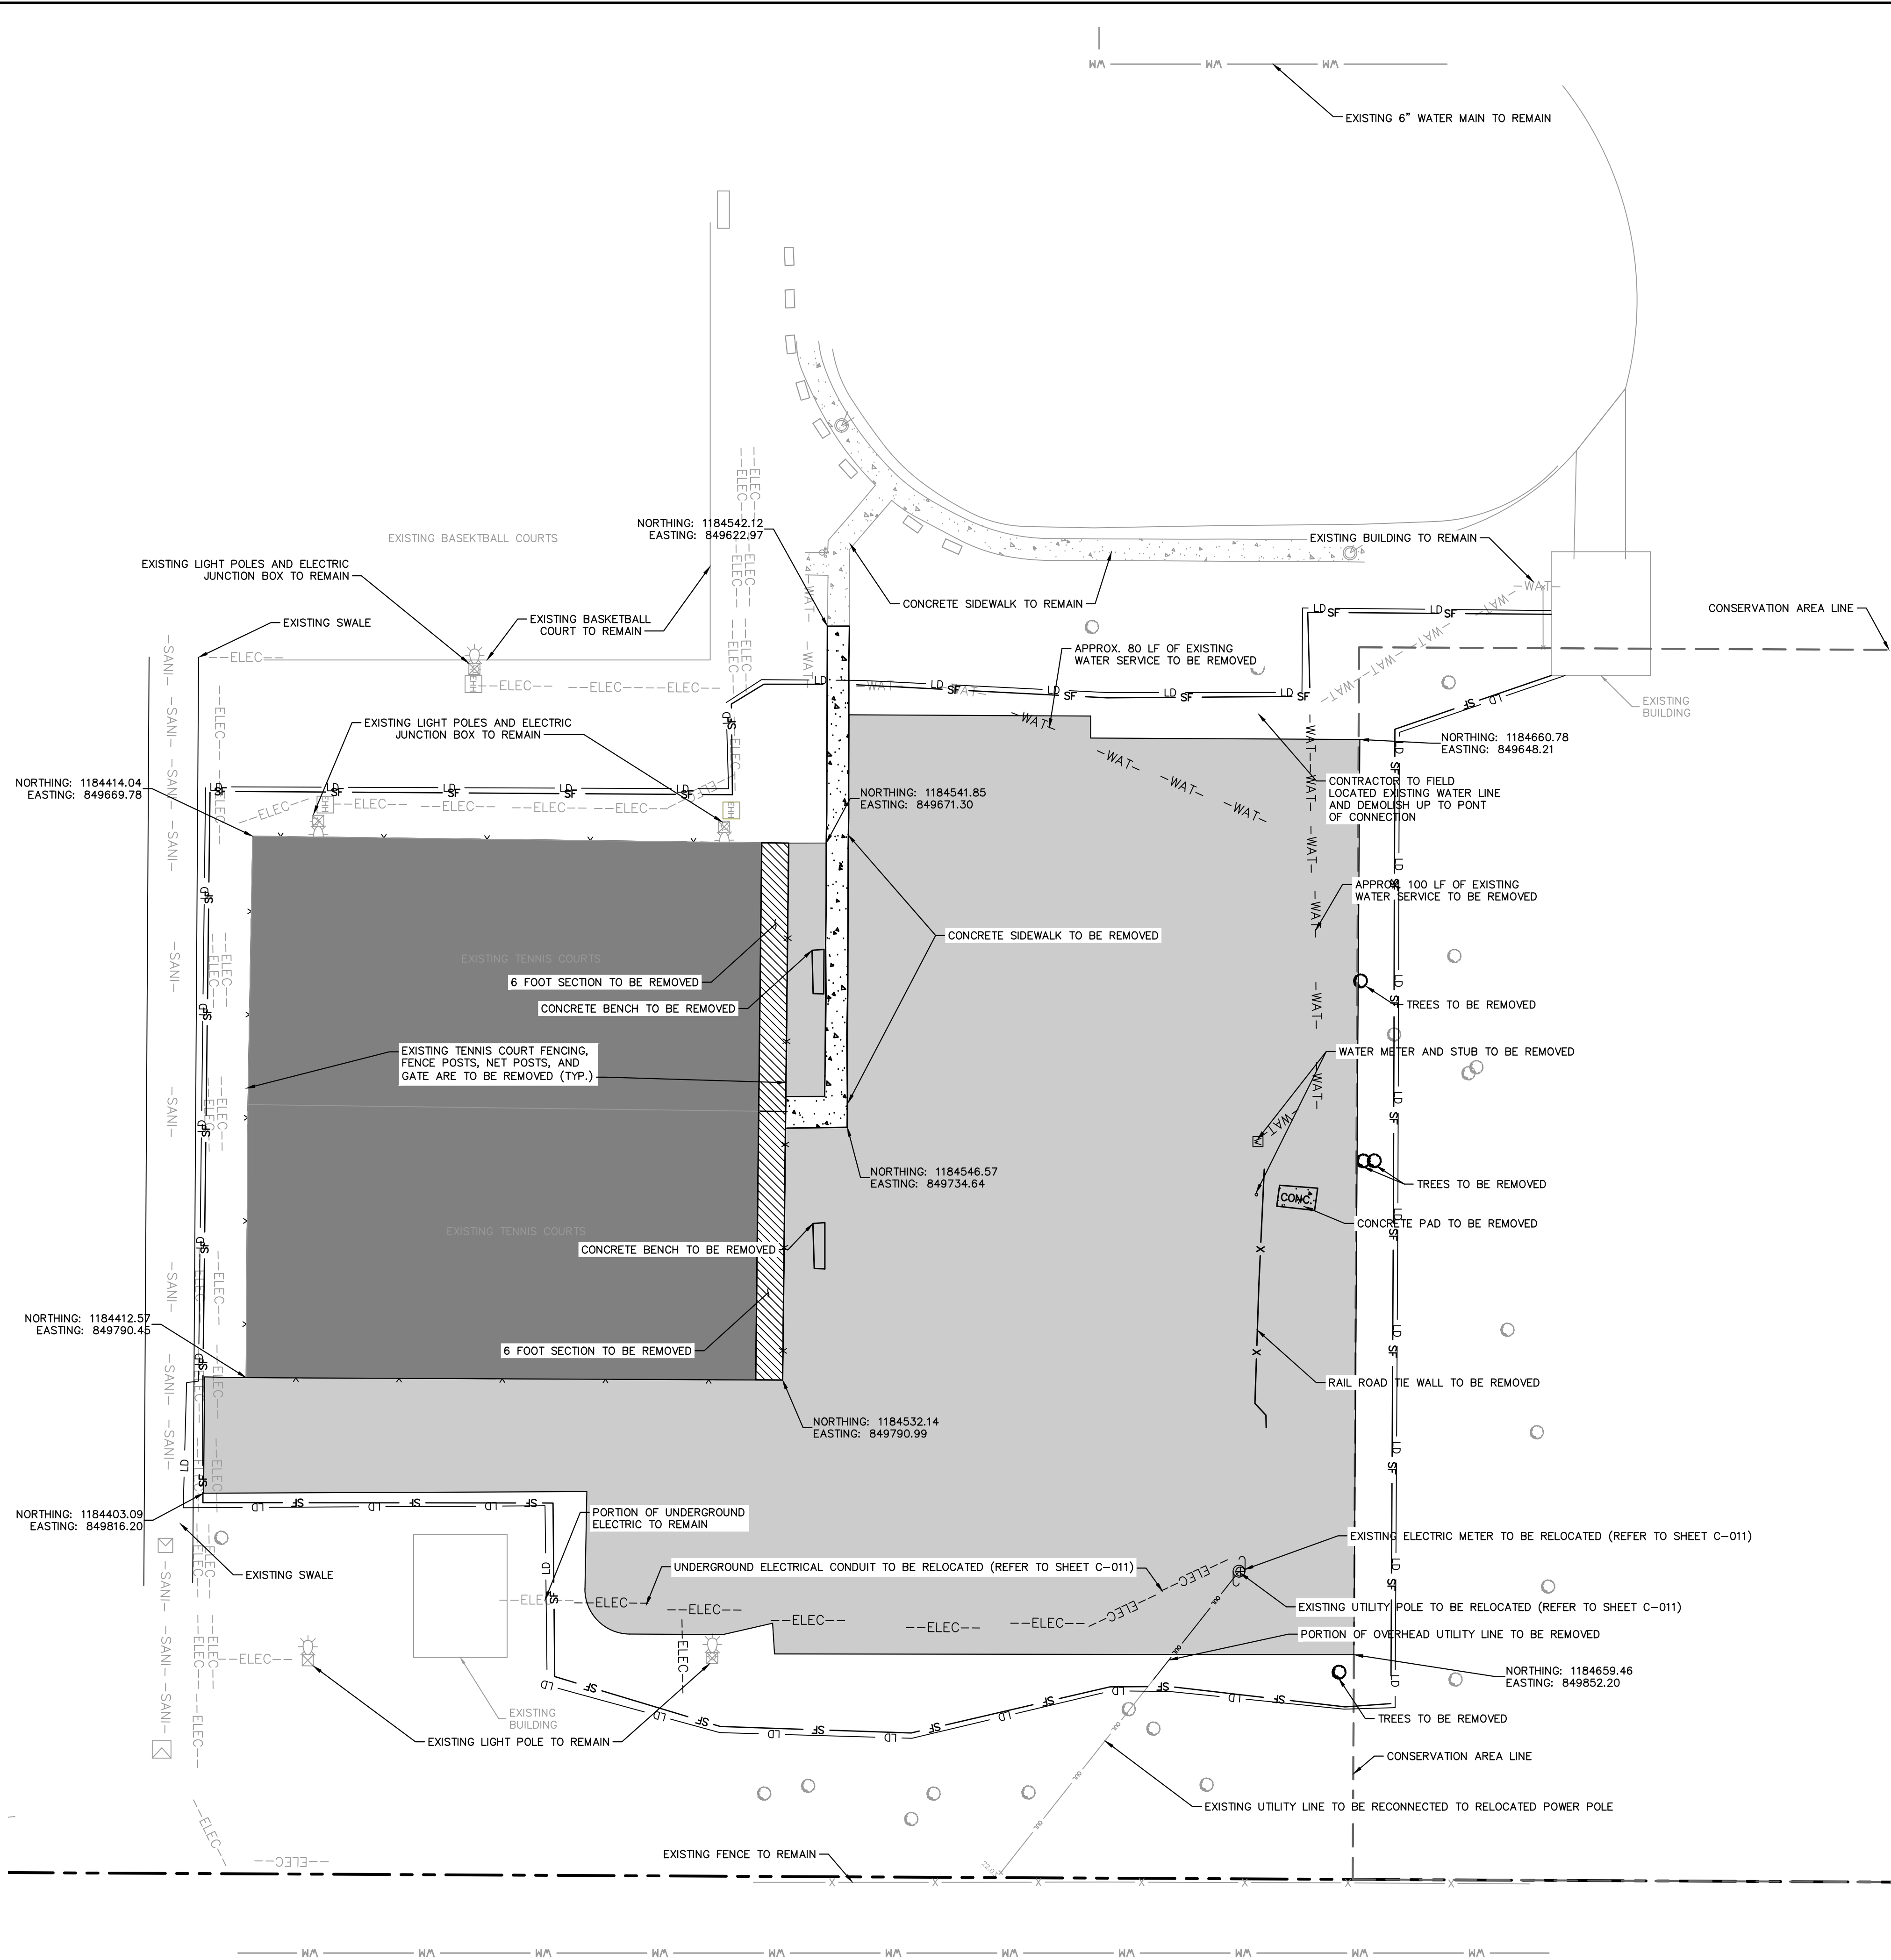 WM WM WM
EXISTING 6" WATER MAIN TO REMAIN
NORTHING: 1184542.12
EASTING: 849622.97
EXISTING BASEKTBALL COURTS
EXISTING BUILDING TO REMAIN
EXISTING LIGHT POLES AND ELECTRIC
JUNCTION BOX TO REMAIN
CONCRETE SIDEWALK TO REMAIN
CONSERVATION AREA LINE
EXISTING SWALE
EXISTING BASKETBALL
COURT TO REMAIN
APPROX. 80 LF OF EXISTING
WATER SERVICE TO BE REMOVED
EXISTING
BUILDING
EXISTING LIGHT POLES AND ELECTRIC
JUNCTION BOX TO REMAIN
NORTHING: 1184660.78
EASTING: 849648.21
NORTHING: 1184414.04
EASTING: 849669.78
NORTHING: 1184541.85
EASTING: 849671.30
CONTRACTOR TO FIELD
LOCATED EXISTING WATER LINE
AND DEMOLISH UP TO PONT
OF CONNECTION
APPROX. 100 LF OF EXISTING
WATER SERVICE TO BE REMOVED
CONCRETE SIDEWALK TO BE REMOVED
EXISTING TENNIS COURTS
6 FOOT SECTION TO BE REMOVED
CONCRETE BENCH TO BE REMOVED
TREES TO BE REMOVED
EXISTING TENNIS COURT FENCING,
FENCE POSTS, NET POSTS, AND
GATE ARE TO BE REMOVED (TYP.)
WATER METER AND STUB TO BE REMOVED
NORTHING: 1184546.57
EASTING: 849734.64
TREES TO BE REMOVED
CONC.
CONCRETE PAD TO BE REMOVED
EXISTING TENNIS COURTS
CONCRETE BENCH TO BE REMOVED
NORTHING: 1184412.57
EASTING: 849790.45
6 FOOT SECTION TO BE REMOVED
RAIL ROAD TIE WALL TO BE REMOVED
NORTHING: 1184532.14
EASTING: 849790.99
NORTHING: 1184403.09
EASTING: 849816.20
PORTION OF UNDERGROUND
ELECTRIC TO REMAIN
EXISTING ELECTRIC METER TO BE RELOCATED (REFER TO SHEET C-011)
EXISTING SWALE
UNDERGROUND ELECTRICAL CONDUIT TO BE RELOCATED (REFER TO SHEET C-011)
EXISTING UTILITY POLE TO BE RELOCATED (REFER TO SHEET C-011)
PORTION OF OVERHEAD UTILITY LINE TO BE REMOVED
NORTHING: 1184659.46
EASTING: 849852.20
EXISTING
BUILDING
TREES TO BE REMOVED
EXISTING LIGHT POLE TO REMAIN
CONSERVATION AREA LINE
EXISTING UTILITY LINE TO BE RECONNECTED TO RELOCATED POWER POLE
EXISTING FENCE TO REMAIN
WM WM WM WM WM WM WM WM WM WM WM